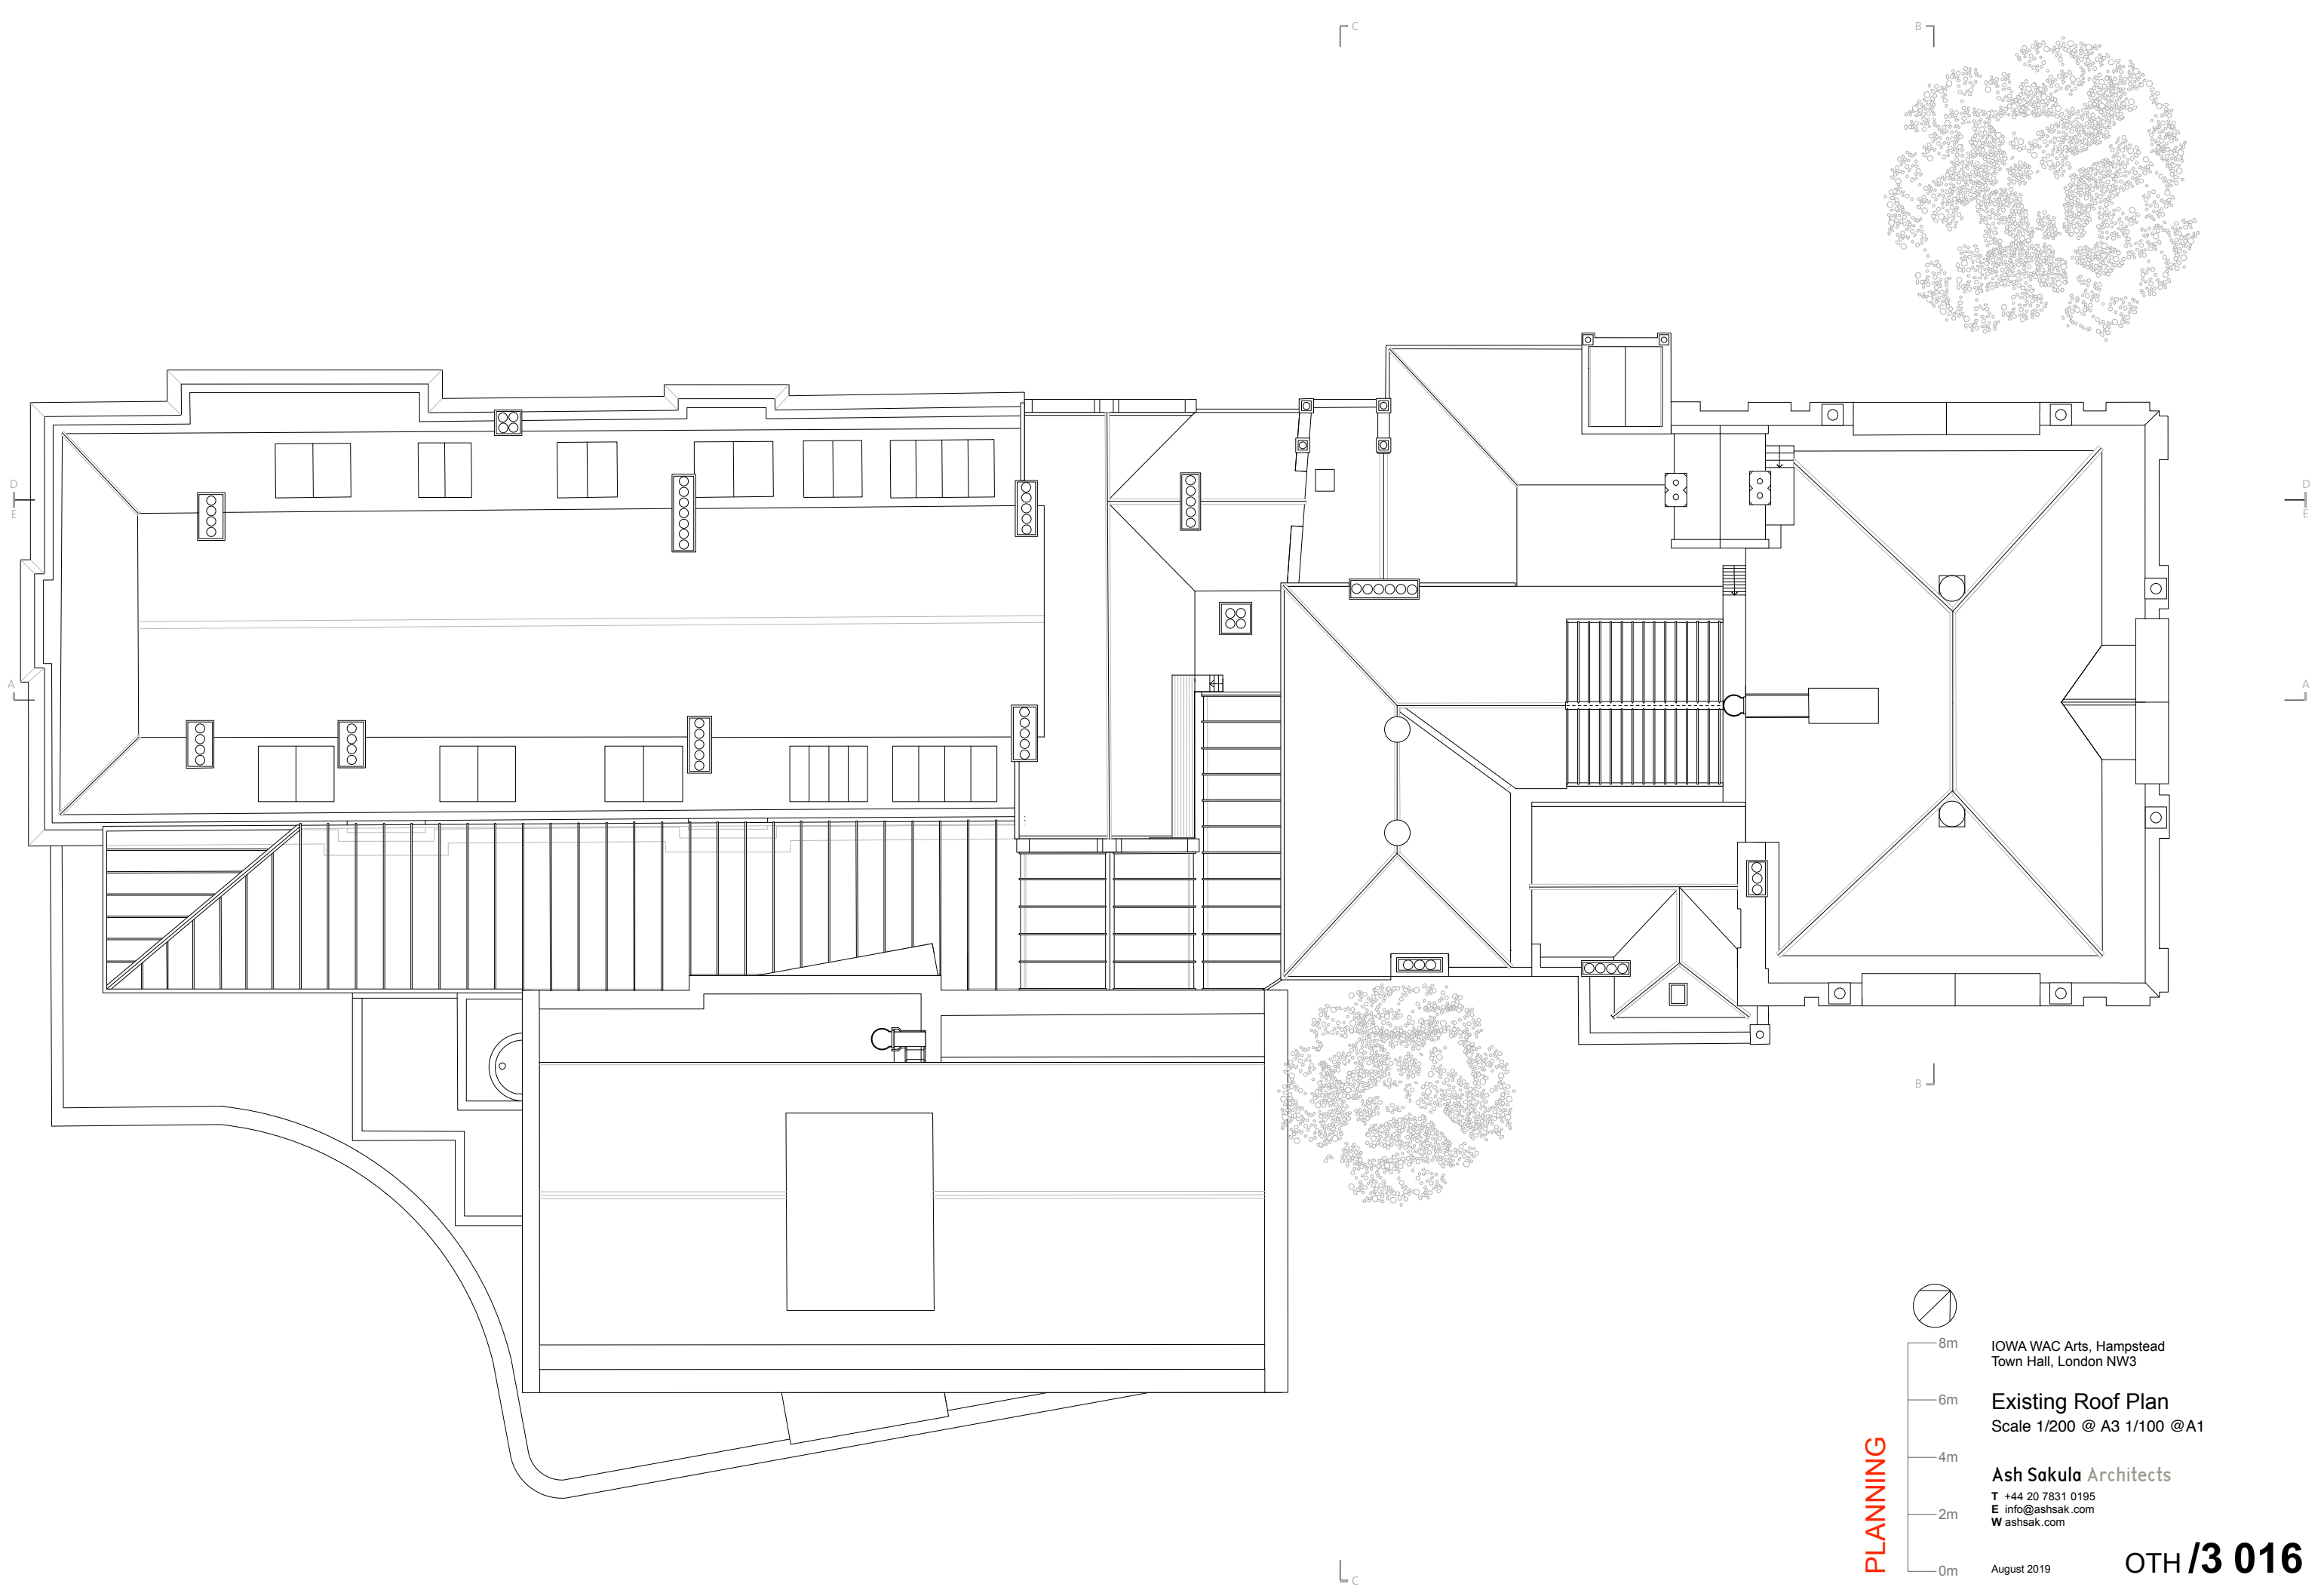 C
B
D
E
D
E
A
A
B
8m
IOWA WAC Arts, Hampstead
Town Hall, London NW3
6m
Existing Roof Plan
Scale 1/200 @ A3 1/100 @A1
4m
PLANNING
Ash Sakula Architects
T +44 20 7831 0195
E info@ashsak.com
W ashsak.com
2m
0m
August 2019
OTH /3 016
C